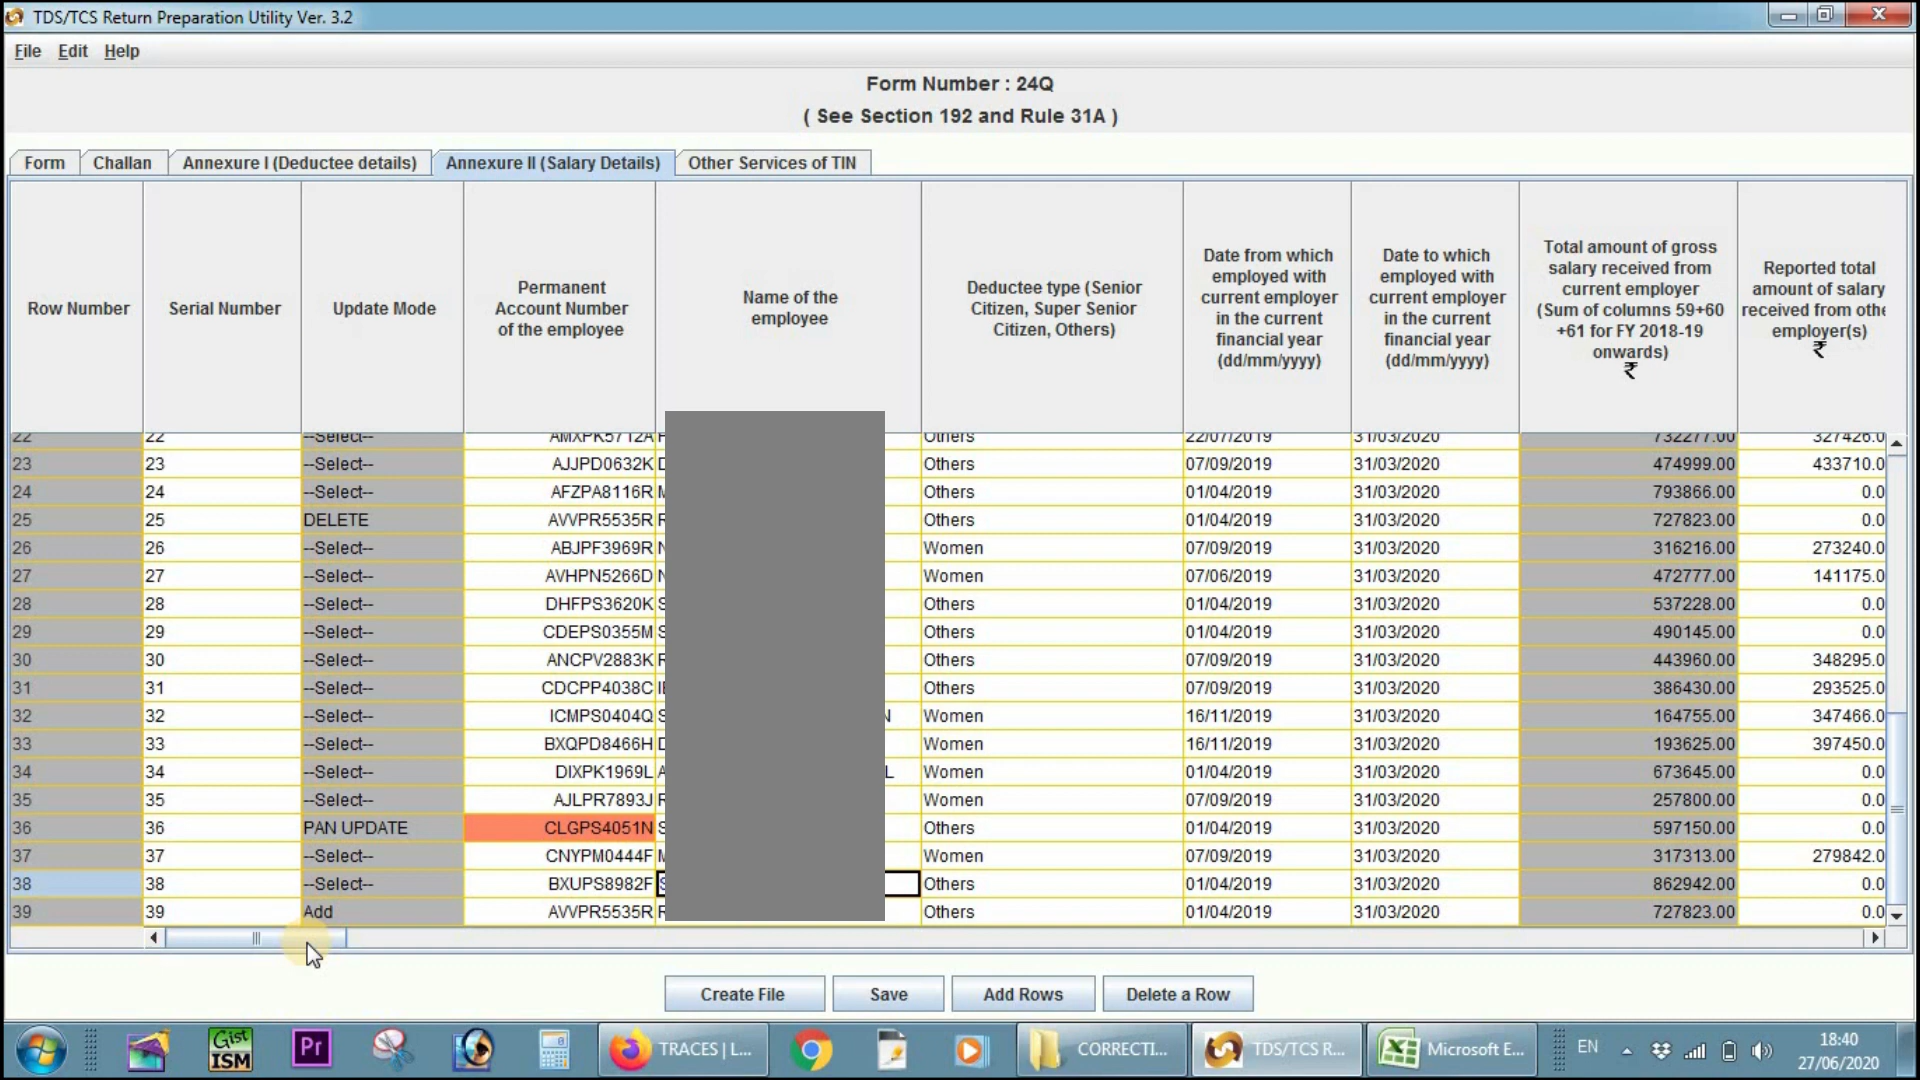 TDS/TCS Return Preparation Utility Ver. 3.2
File Edit Help
Form Number : 24Q
( See Section 192 and Rule 31A )
Form Challan Annexure I (Deductee details) Annexure II (Salary Details) Other Services of TIN
Row Number
Serial Number
Update Mode
Permanent
Account Number
of the employee
Name of the
employee
Deductee type (Senior
Citizen, Super Senior
Citizen, Others)
Date from which
employed with
current employer
in the current
financial year
(dd/mm/yyyy)
Date to which
employed with
current employer
in the current
financial year
(dd/mm/yyyy)
Total amount of gross
salary received from
current employer
(Sum of columns 59+60
+61 for FY 2018-19
onwards)
₹
Reported total
amount of salary
received from othe
employer(s)
₹
22 22 --Select-- AMXPK5712A Others 22/07/2019 31/03/2020 732277.00 327426.0
23 23 --Select-- AJJPD0632K D Others 07/09/2019 31/03/2020 474999.00 433710.0
24 24 --Select-- AFZPA8116R M Others 01/04/2019 31/03/2020 793866.00 0.0
25 25 DELETE AVVPR5535R R Others 01/04/2019 31/03/2020 727823.00 0.0
26 26 --Select-- ABJPF3969R N Women 07/09/2019 31/03/2020 316216.00 273240.0
27 27 --Select-- AVHPN5266D N Women 07/06/2019 31/03/2020 472777.00 141175.0
28 28 --Select-- DHFPS3620K S Others 01/04/2019 31/03/2020 537228.00 0.0
29 29 --Select-- CDEPS0355M S Others 01/04/2019 31/03/2020 490145.00 0.0
30 30 --Select-- ANCPV2883K R Others 07/09/2019 31/03/2020 443960.00 348295.0
31 31 --Select-- CDCPP4038C Others 07/09/2019 31/03/2020 386430.00 293525.0
32 32 --Select-- ICMPS0404Q S N Women 16/11/2019 31/03/2020 164755.00 347466.0
33 33 --Select-- BXQPD8466H D Women 16/11/2019 31/03/2020 193625.00 397450.0
34 34 --Select-- DIXPK1969L A L Women 01/04/2019 31/03/2020 673645.00 0.0
35 35 --Select-- AJLPR7893J R Women 01/04/2019 31/03/2020 257800.00 0.0
36 36 PAN UPDATE CLGPS4051N S Others 01/04/2019 31/03/2020 597150.00 0.0
37 37 --Select-- CNYPM0444F M Women 07/09/2019 31/03/2020 317313.00 279842.0
38 38 --Select-- BXUPS8982F S Others 01/04/2019 31/03/2020 862942.00 0.0
39 39 Add AVVPR5535R R Others 01/04/2019 31/03/2020 727823.00 0.0
Create File Save Add Rows Delete a Row
Gist
ISM
Pr
TRACES | L...
CORRECTI...
TDS/TCS R...
Microsoft E...
EN
18:40
27/06/2020